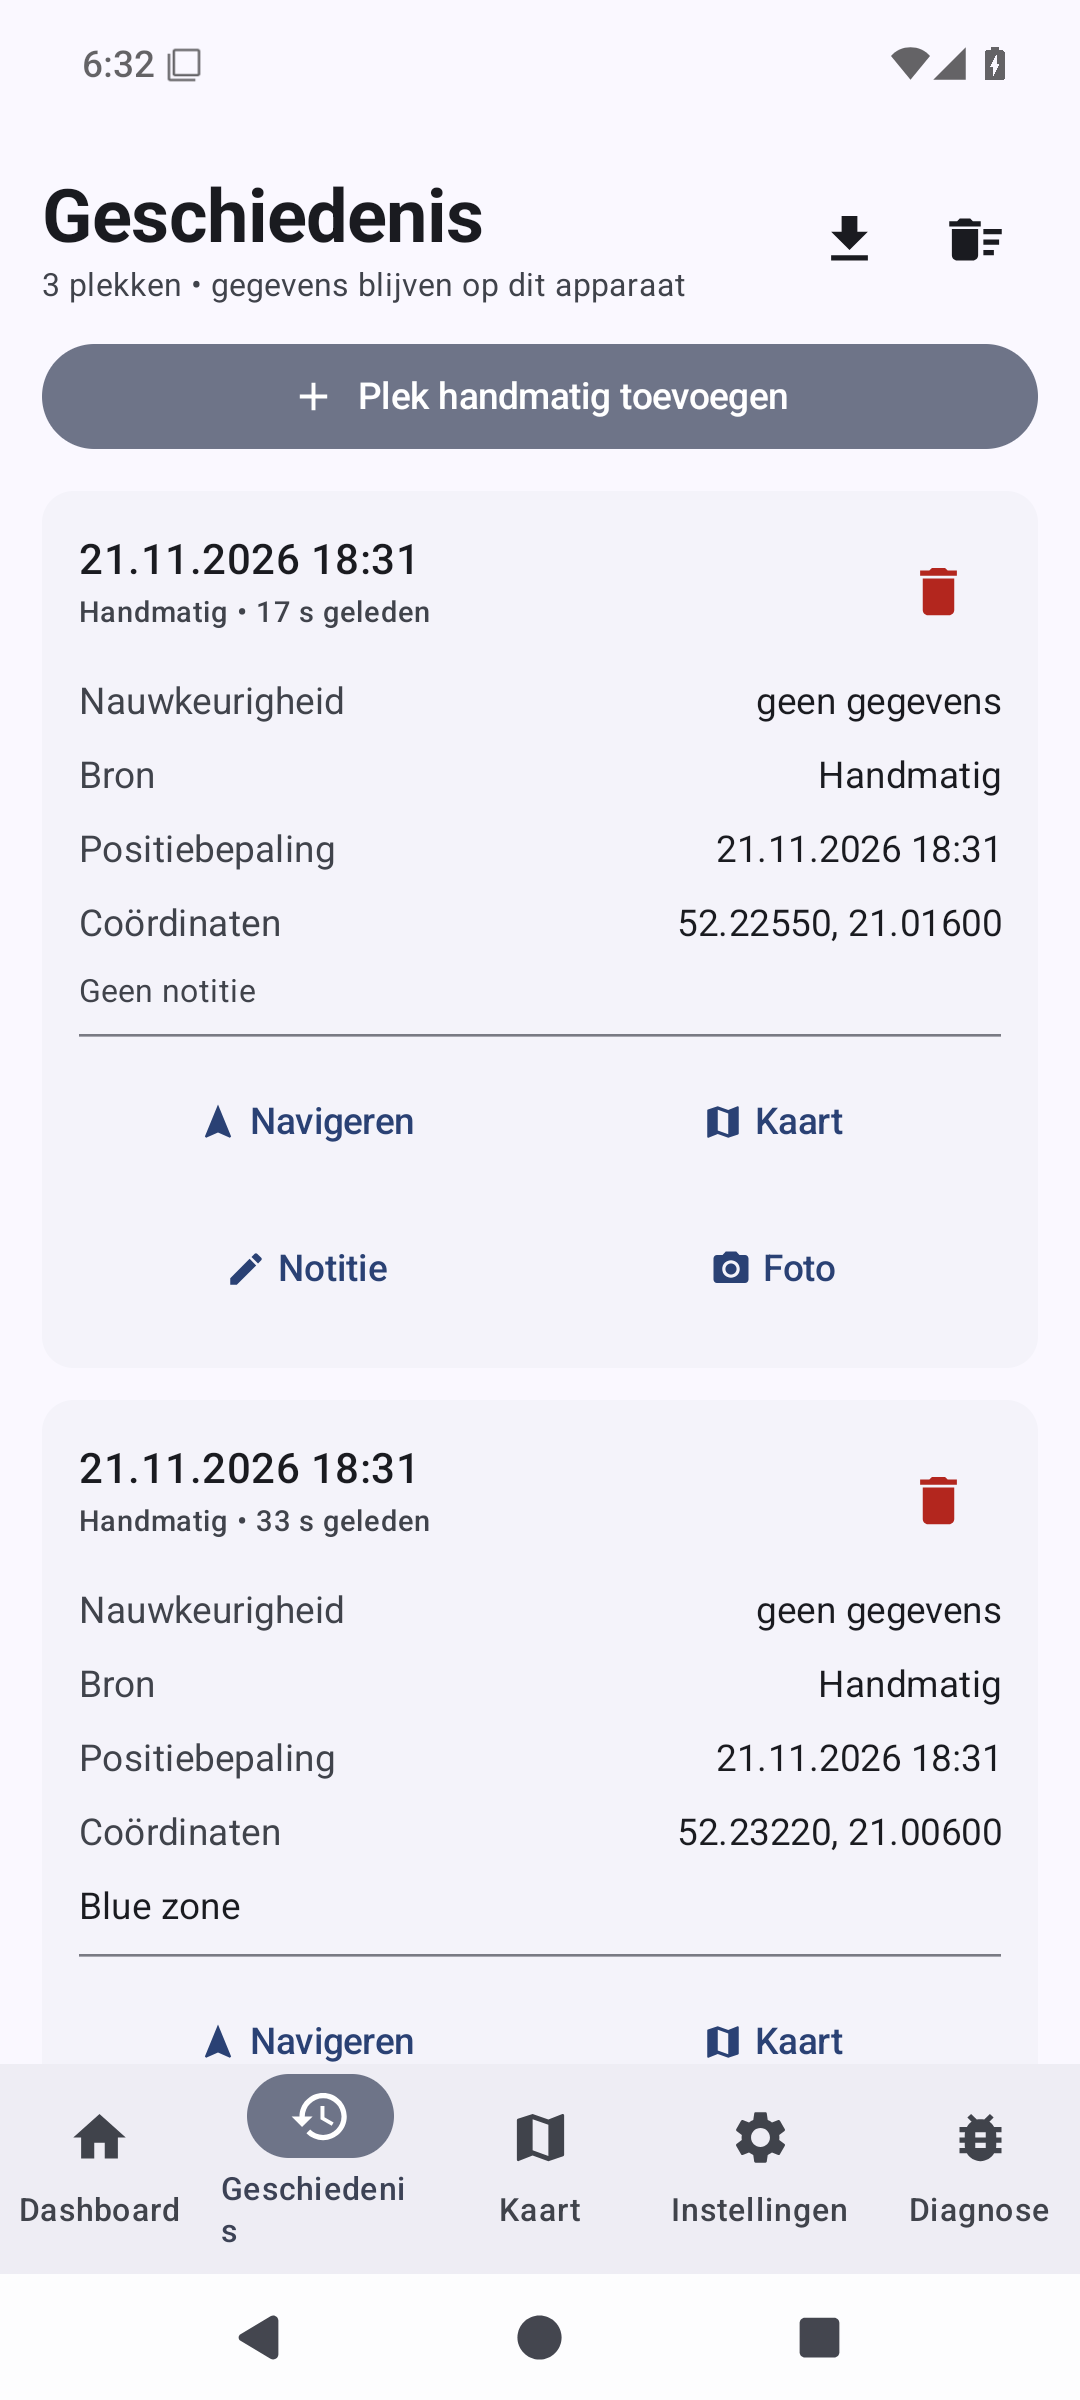 6:32
Geschiedenis
3 plekken • gegevens blijven op dit apparaat
Plek handmatig toevoegen
21.11.2026 18:31
Handmatig • 17 s geleden
Nauwkeurigheid geen gegevens
Bron Handmatig
Positiebepaling 21.11.2026 18:31
Coördinaten 52.22550, 21.01600
Geen notitie
Navigeren Kaart
Notitie Foto
21.11.2026 18:31
Handmatig • 33 s geleden
Nauwkeurigheid geen gegevens
Bron Handmatig
Positiebepaling 21.11.2026 18:31
Coördinaten 52.23220, 21.00600
Blue zone
Navigeren Kaart
Dashboard Geschiedeni
s Kaart Instellingen Diagnose